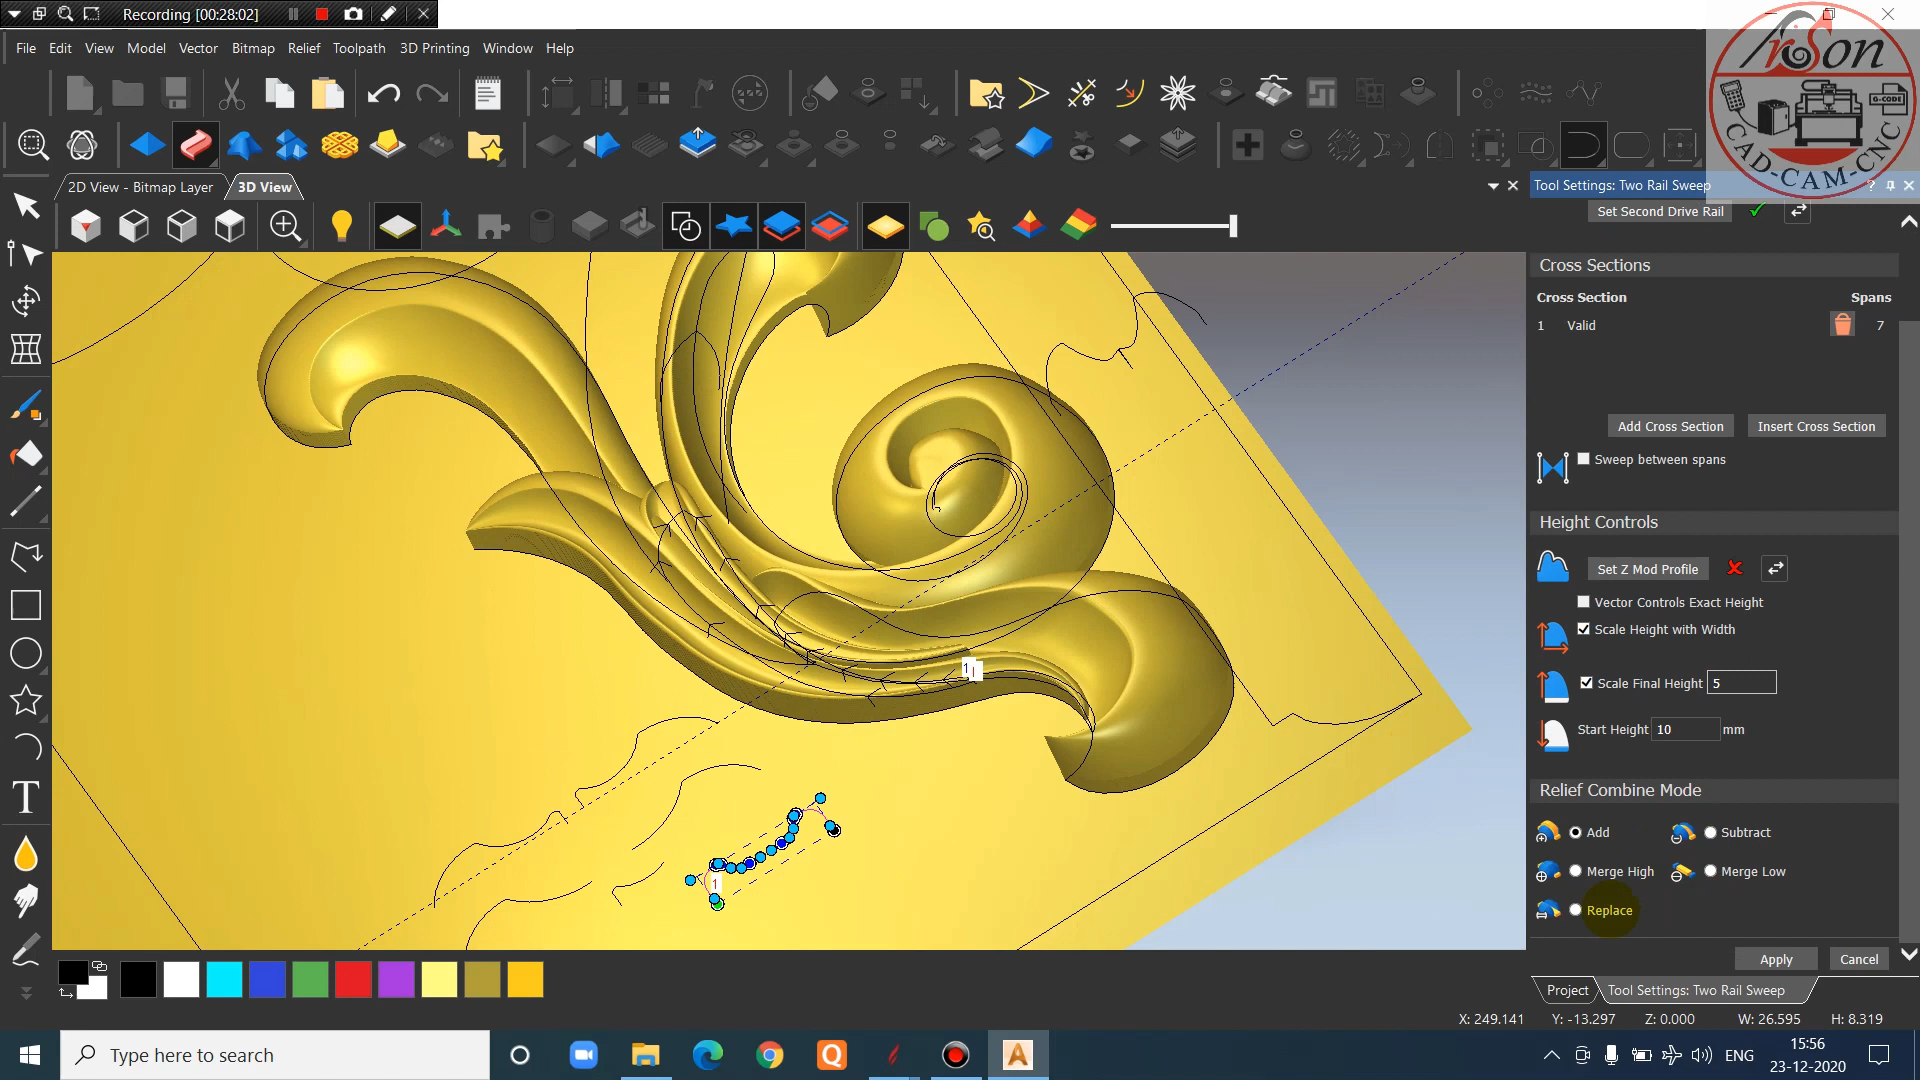 Recording [00:28:02]
File Edit View Model Vector Bitmap Relief Toolpath 3D Printing Window Help
ArtSon
G-CODE
CAD-CAM-CNC
2D View - Bitmap Layer
3D View
Tool Settings: Two Rail Sweep
Set Second Drive Rail
Cross Sections
Cross Section Spans
1 Valid 7
Add Cross Section
Insert Cross Section
Sweep between spans
Height Controls
Set Z Mod Profile
Vector Controls Exact Height
Scale Height with Width
Scale Final Height 5
Start Height 10 mm
Relief Combine Mode
Add
Subtract
Merge High
Merge Low
Replace
Apply
Cancel
Project
Tool Settings: Two Rail Sweep
1
1
X: 249.141 Y: -13.297 Z: 0.000 W: 26.595 H: 8.319
Type here to search
ENG
15:56
23-12-2020